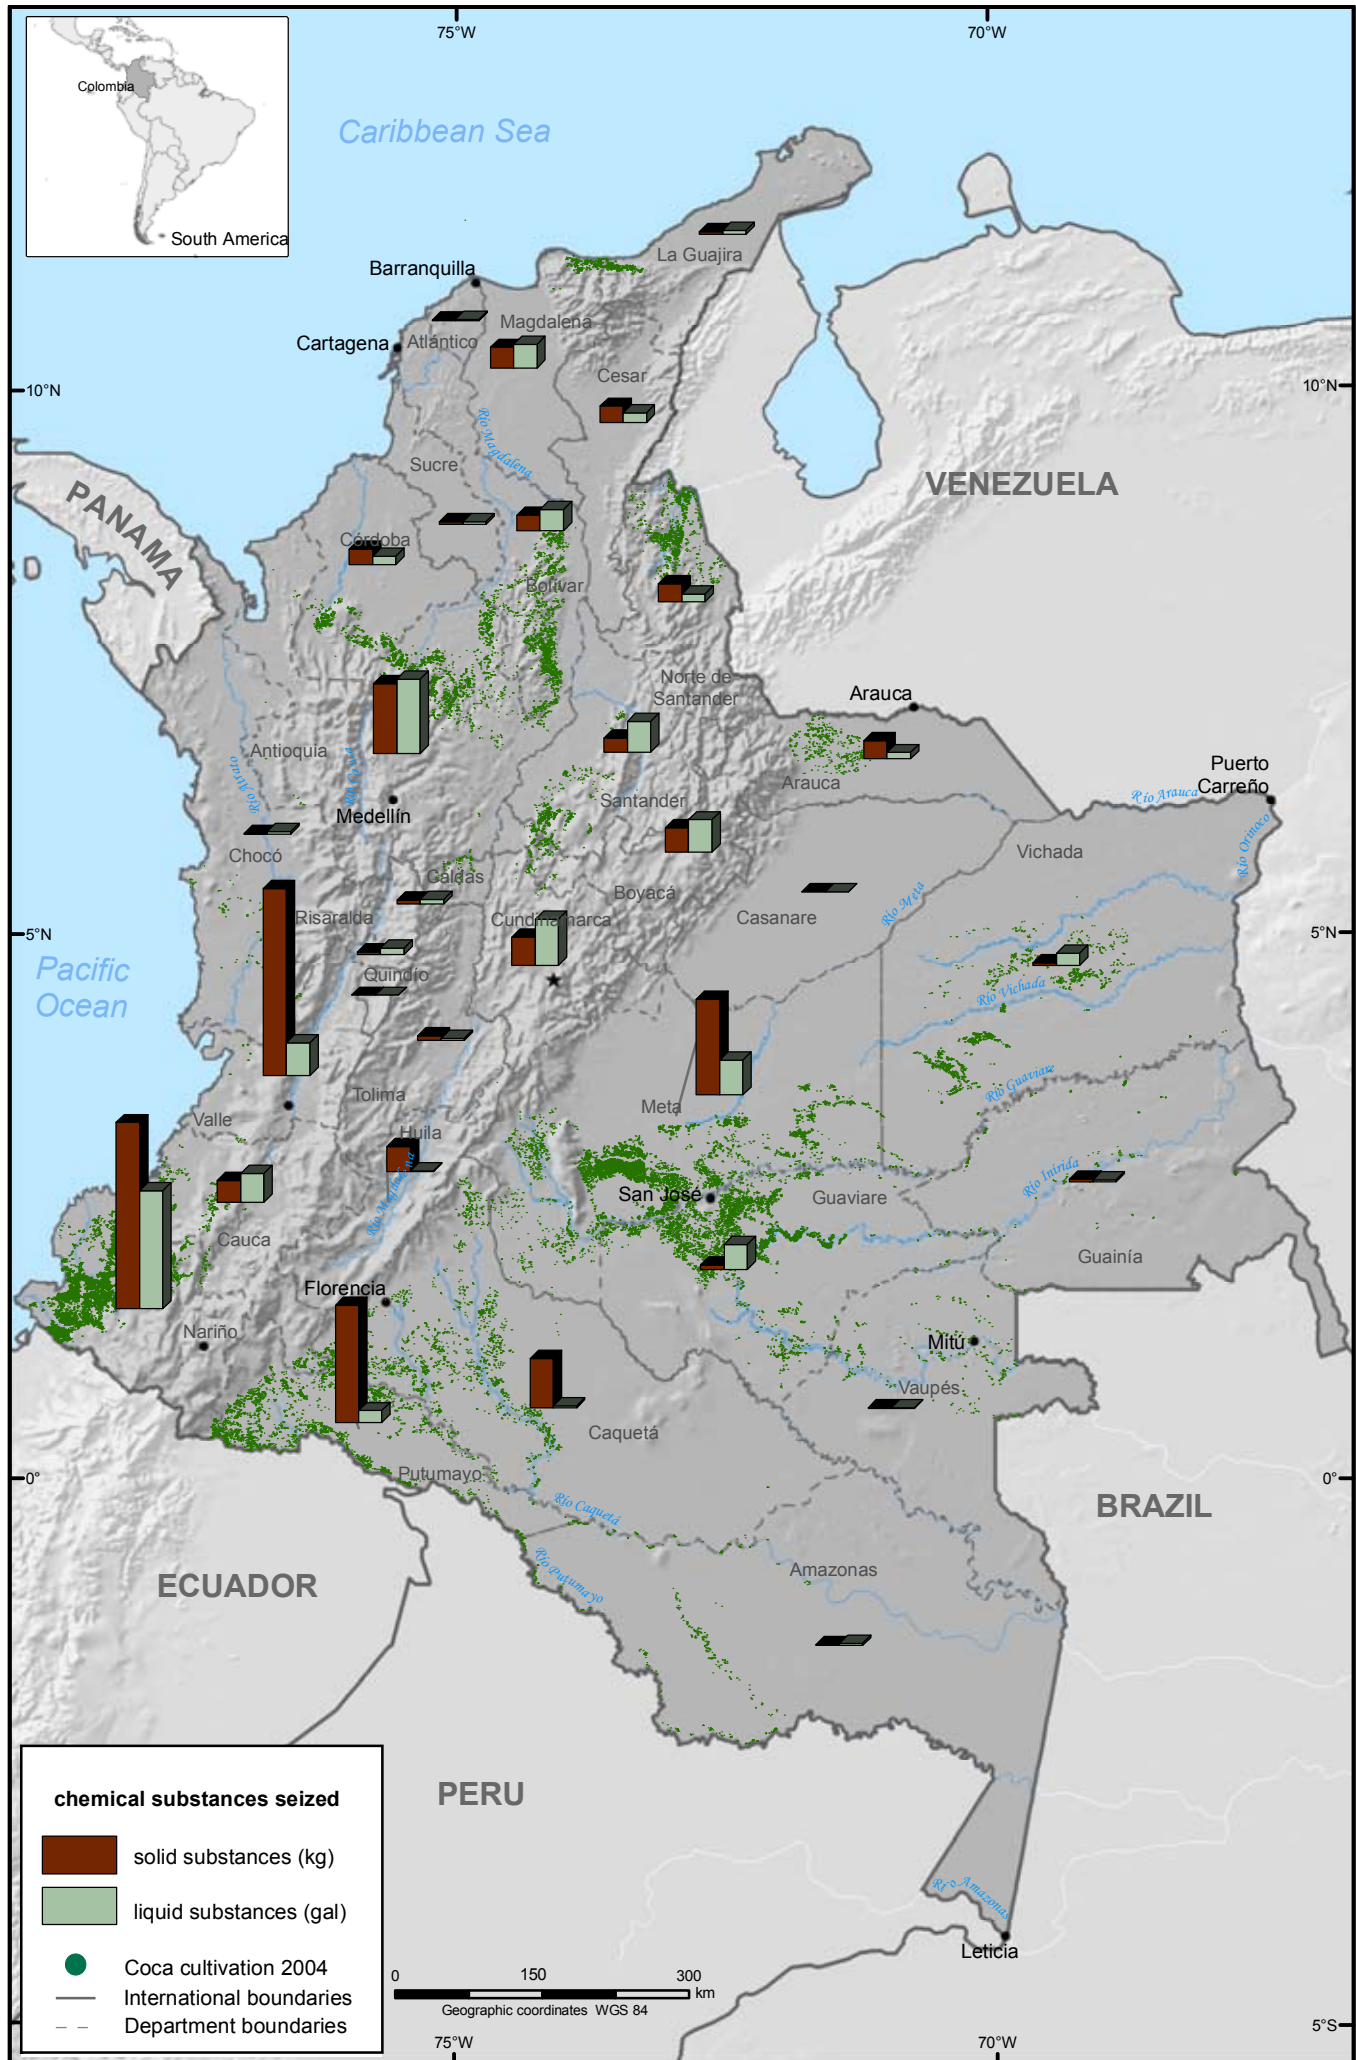 75°W
70°W
Colombia
South America
Caribbean Sea
La Guajira
Barranquilla
Magdalena
Atlántico
Cartagena
Cesar
10°N
10°N
Río Magdalena
Sucre
VENEZUELA
PANAMA
Córdoba
Bolívar
Norte de
Santander
Arauca
Antioquia
Puerto
Carreño
Río Atrato
Arauca
Río Arauca
Santander
Medellín
Río Orinoco
Chocó
Vichada
Caldas
Boyacá
Risaralda
Cundinamarca
Casanare
Río Meta
5°N
5°N
Pacific
Ocean
Quindío
Río Vichada
Río Guaviare
Tolima
Meta
Valle
Huila
Río Magdalena
Río Inírida
San José
Guaviare
Cauca
Guainía
Florencia
Nariño
Mitú
Vaupés
Caquetá
Putumayo
0°
0°
Río Caquetá
BRAZIL
Río Putumayo
Amazonas
ECUADOR
PERU
chemical substances seized
solid substances (kg)
liquid substances (gal)
Coca cultivation 2004
International boundaries
Department boundaries
Río Amazonas
Leticia
0
150
300
km
Geographic coordinates WGS 84
5°S
75°W
70°W